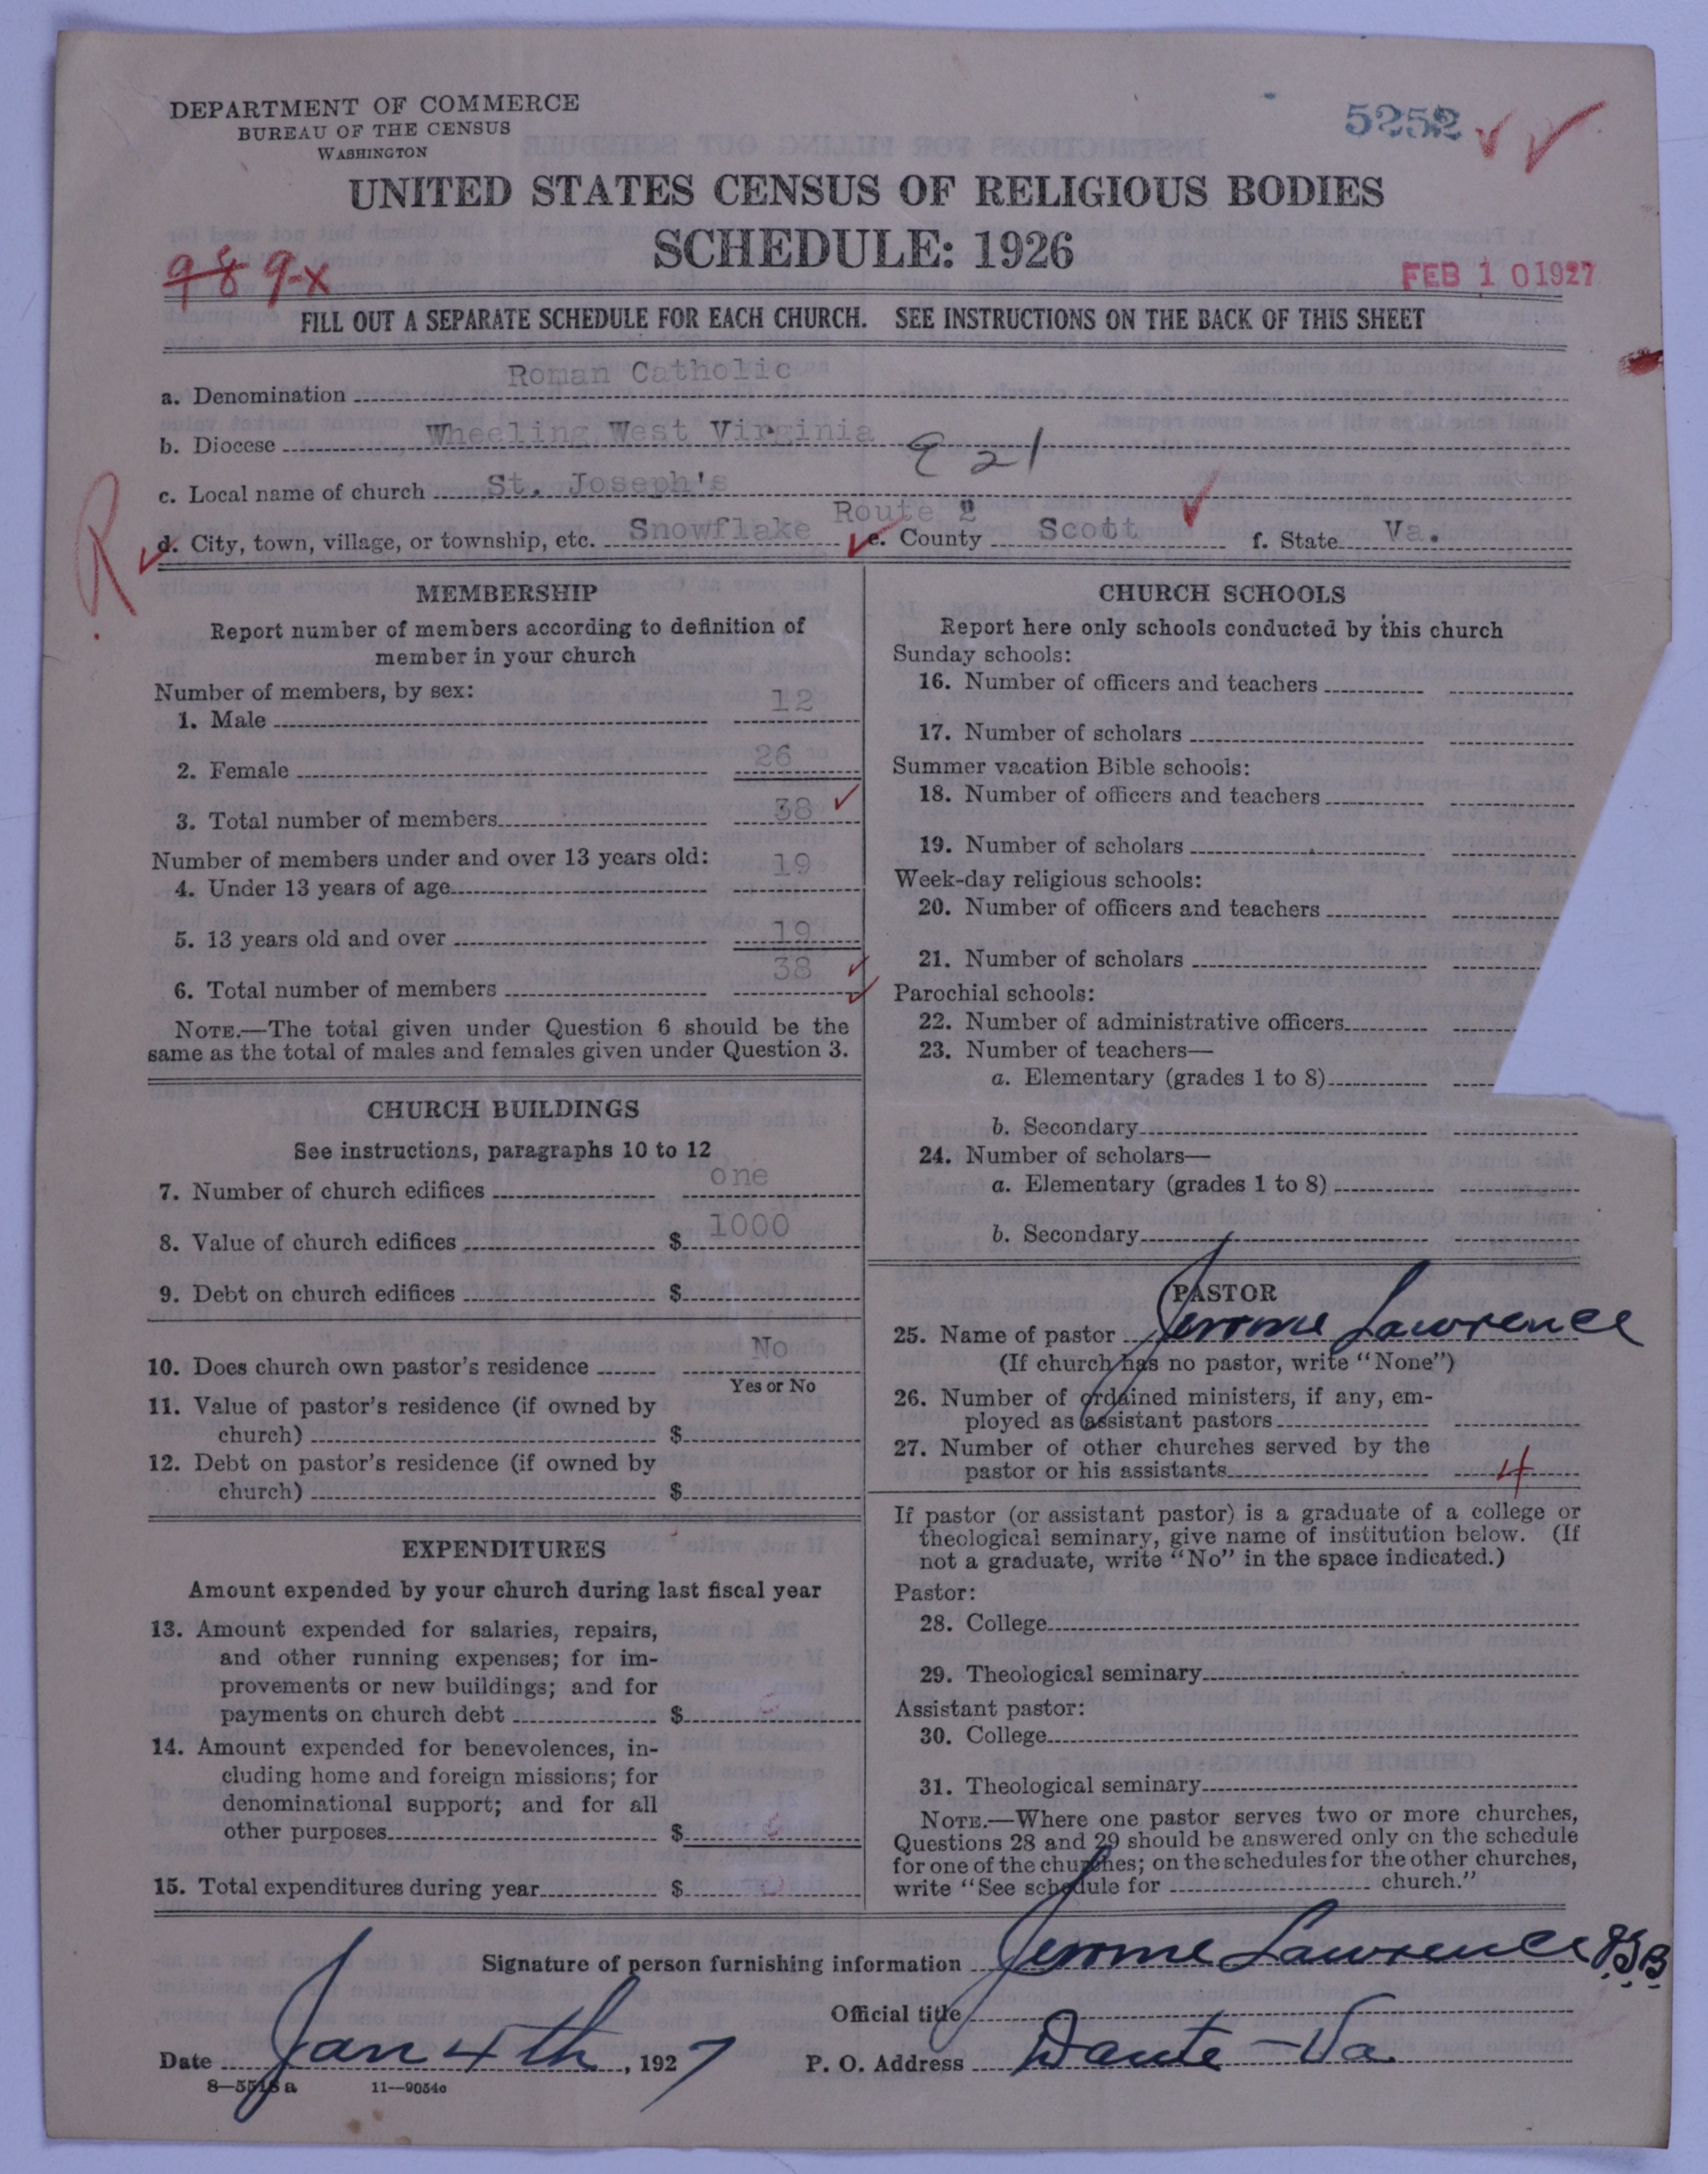 DEPARTMENT OF COMMERCE
BUREAU OF THE CENSUS
WASHINGTON
5252
UNITED STATES CENSUS OF RELIGIOUS BODIES
SCHEDULE: 1926
989-x
FEB 10 1927
FILL OUT A SEPARATE SCHEDULE FOR EACH CHURCH. SEE INSTRUCTIONS ON THE BACK OF THIS SHEET
a. Denomination Roman Catholic
b. Diocese Wheeling West Virginia
c. Local name of church St. Joseph's
Route 2
R d. City, town, village, or township, etc. Snowflake e. County Scott f. State Va.
MEMBERSHIP
Report number of members according to definition of
member in your church
Number of members, by sex:
1. Male 12
2. Female 26
3. Total number of members 38
Number of members under and over 13 years old:
4. Under 13 years of age 19
5. 13 years old and over 19
6. Total number of members 38
NOTE.—The total given under Question 6 should be the
same as the total of males and females given under Question 3.
CHURCH BUILDINGS
See instructions, paragraphs 10 to 12
7. Number of church edifices one
8. Value of church edifices $ 1000
9. Debt on church edifices $
10. Does church own pastor's residence No
Yes or No
11. Value of pastor's residence (if owned by
church) $
12. Debt on pastor's residence (if owned by
church) $
EXPENDITURES
Amount expended by your church during last fiscal year
13. Amount expended for salaries, repairs,
and other running expenses; for im-
provements or new buildings; and for
payments on church debt $
14. Amount expended for benevolences, in-
cluding home and foreign missions; for
denominational support; and for all
other purposes $
15. Total expenditures during year $
CHURCH SCHOOLS
Report here only schools conducted by this church
Sunday schools:
16. Number of officers and teachers
17. Number of scholars
Summer vacation Bible schools:
18. Number of officers and teachers
19. Number of scholars
Week-day religious schools:
20. Number of officers and teachers
21. Number of scholars
Parochial schools:
22. Number of administrative officers
23. Number of teachers—
a. Elementary (grades 1 to 8)
b. Secondary
24. Number of scholars—
a. Elementary (grades 1 to 8)
b. Secondary
PASTOR
25. Name of pastor Jerome Lawrence
(If church has no pastor, write "None")
26. Number of ordained ministers, if any, em-
ployed as assistant pastors
27. Number of other churches served by the
pastor or his assistants 4
If pastor (or assistant pastor) is a graduate of a college or
theological seminary, give name of institution below. (If
not a graduate, write "No" in the space indicated.)
Pastor:
28. College
29. Theological seminary
Assistant pastor:
30. College
31. Theological seminary
NOTE.—Where one pastor serves two or more churches,
Questions 28 and 29 should be answered only on the schedule
for one of the churches; on the schedules for the other churches,
write "See schedule for church."
Signature of person furnishing information Jerome Lawrence
Official title
Date Jan 4th, 1927 P. O. Address Dante - Va.
8—5518 a 11—9054o